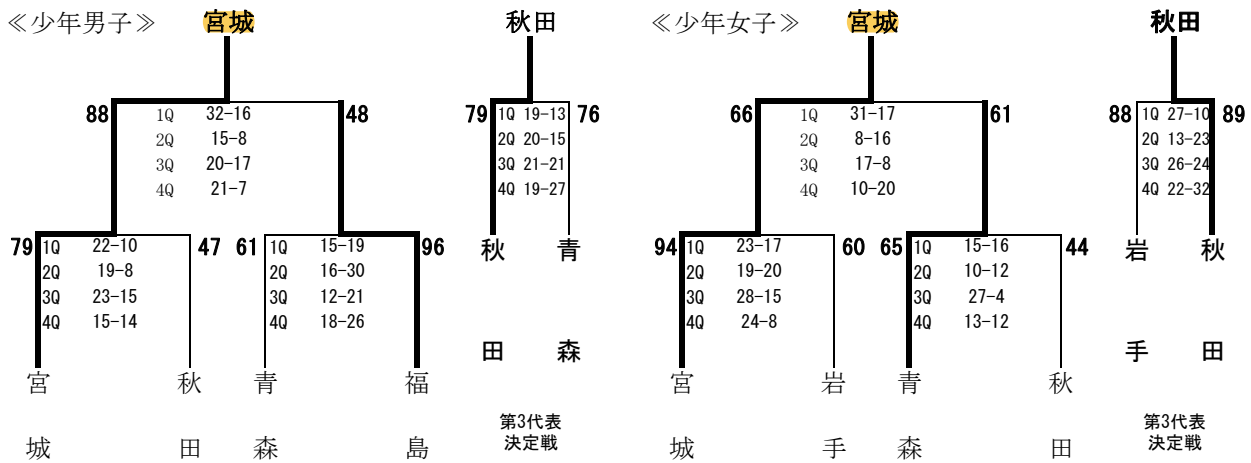 ≪少年男子≫ 宮城 秋田
88 48 79 76
1Q 32-16 1Q 19-13
2Q 15-8 2Q 20-15
3Q 20-17 3Q 21-21
4Q 21-7 4Q 19-27
79 47 61 96
1Q 22-10 1Q 15-19
2Q 19-8 2Q 16-30
3Q 23-15 3Q 12-21
4Q 15-14 4Q 18-26
秋田 青森
宮城 秋田 青森 福島
第3代表
決定戦
≪少年女子≫ 宮城 秋田
66 61 88 89
1Q 31-17 1Q 27-10
2Q 8-16 2Q 13-23
3Q 17-8 3Q 26-24
4Q 10-20 4Q 22-32
94 60 65 44
1Q 23-17 1Q 15-16
2Q 19-20 2Q 10-12
3Q 28-15 3Q 27-4
4Q 24-8 4Q 13-12
岩手 秋田
宮城 岩手 青森 秋田
第3代表
決定戦